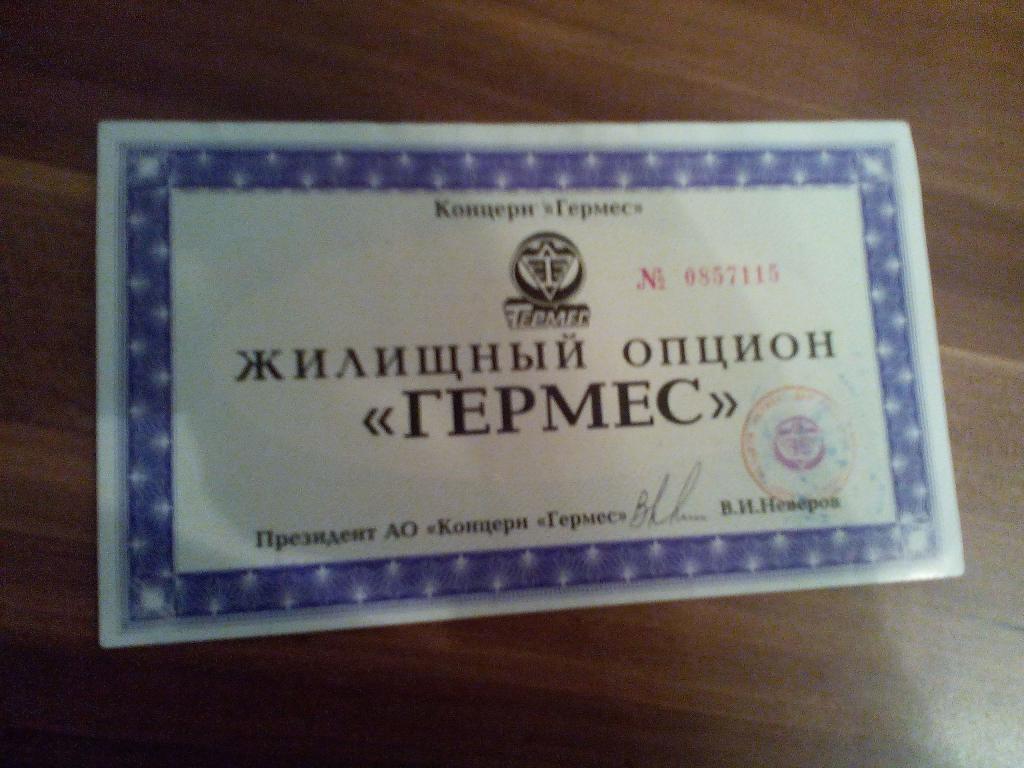 Концерн «Гермес»
№ 0857115
ГЕРМЕС
ЖИЛИЩНЫЙ ОПЦИОН
«ГЕРМЕС»
Президент АО «Концерн «Гермес» В.И.Неверов